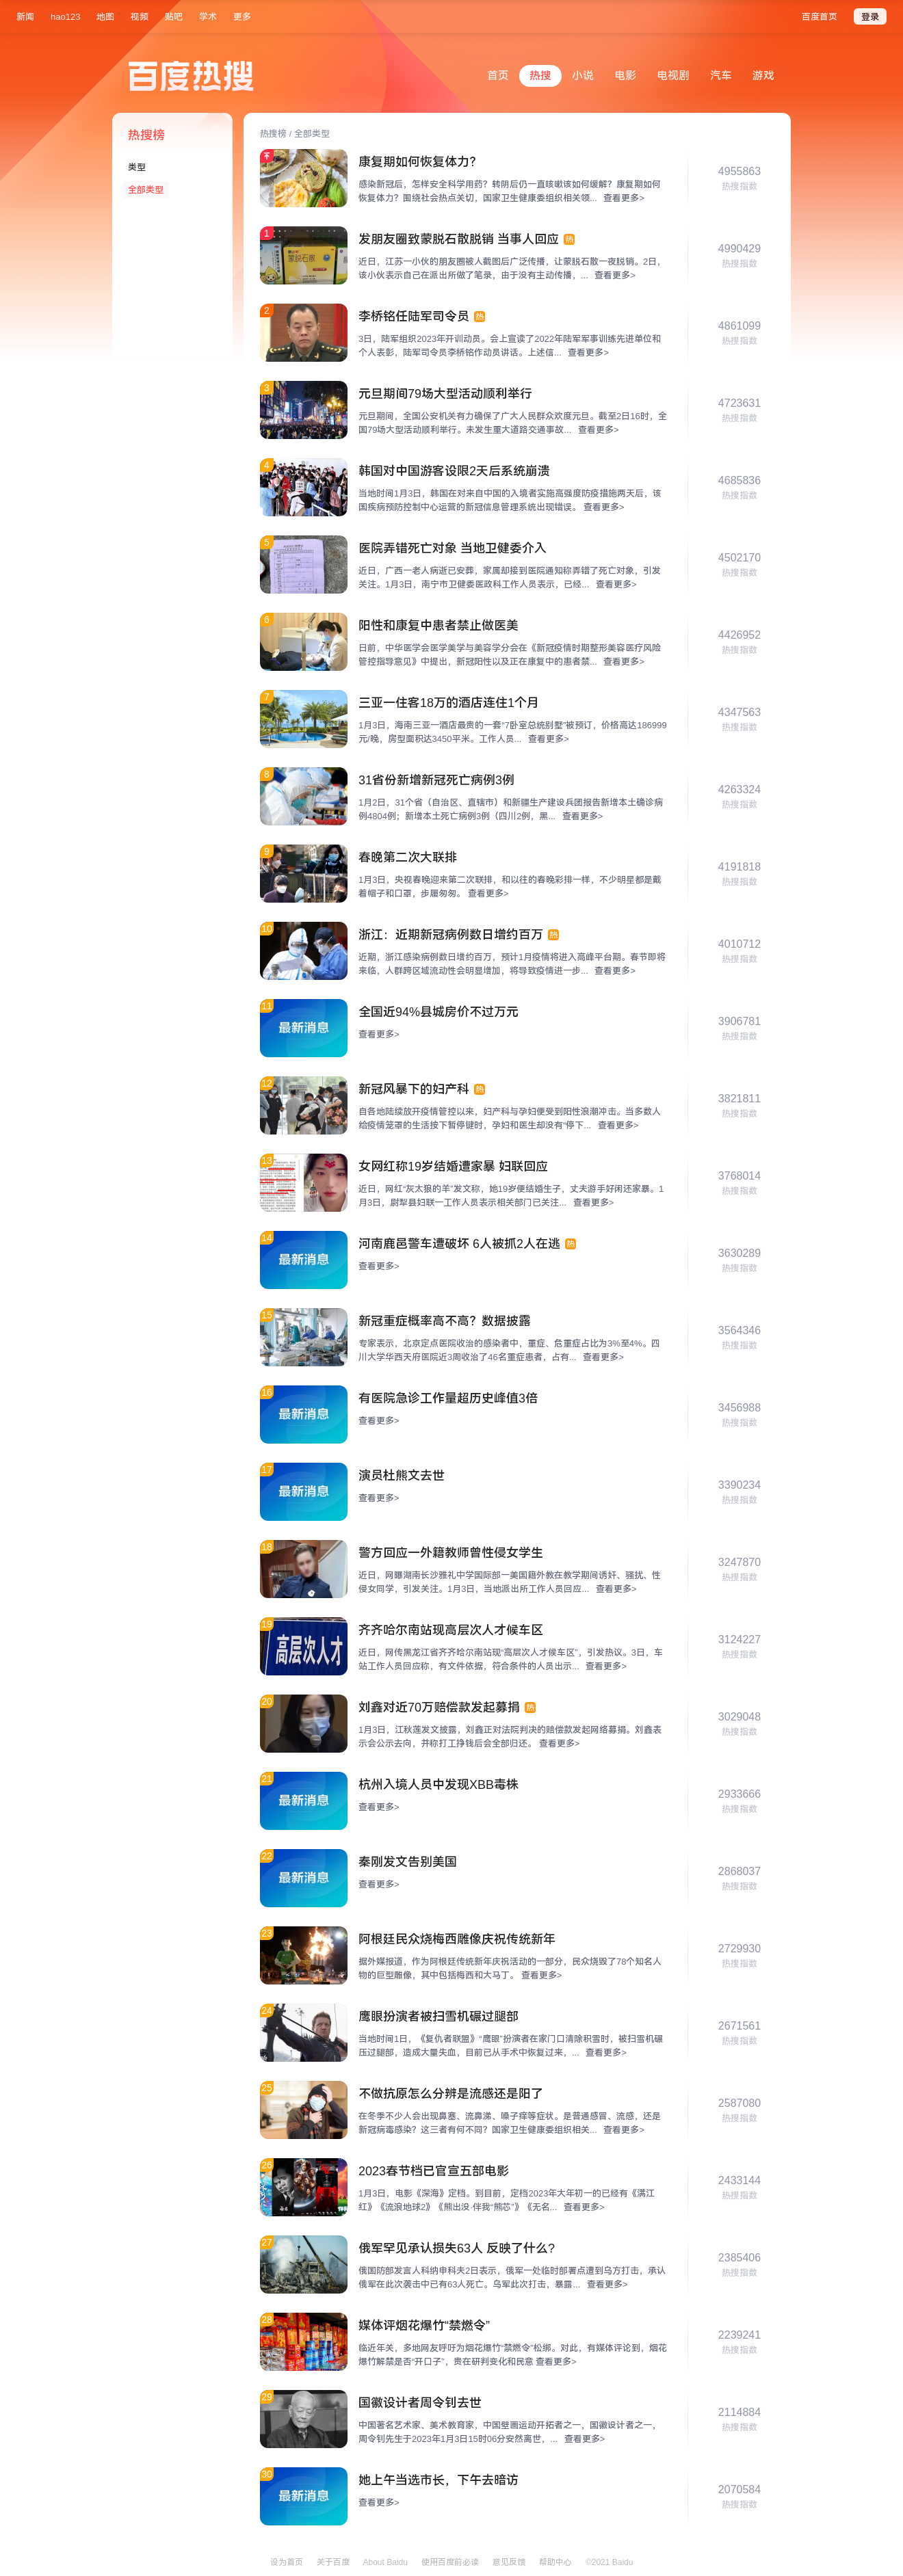 新闻 hao123 地图 视频 贴吧 学术 更多 百度首页 登录
百度热搜 首页 热搜 小说 电影 电视剧 汽车 游戏
热搜榜
类型
全部类型
热搜榜 / 全部类型
康复期如何恢复体力?
感染新冠后，怎样安全科学用药？转阴后仍一直咳嗽该如何缓解？康复期如何
恢复体力？围绕社会热点关切，国家卫生健康委组织相关领... 查看更多>
4955863
热搜指数
1
发朋友圈致蒙脱石散脱销 当事人回应 热
近日，江苏一小伙的朋友圈被人截图后广泛传播，让蒙脱石散一夜脱销。2日，
该小伙表示自己在派出所做了笔录，由于没有主动传播，... 查看更多>
4990429
热搜指数
2
李桥铭任陆军司令员 热
3日，陆军组织2023年开训动员。会上宣读了2022年陆军军事训练先进单位和
个人表彰，陆军司令员李桥铭作动员讲话。上述信... 查看更多>
4861099
热搜指数
3
元旦期间79场大型活动顺利举行
元旦期间，全国公安机关有力确保了广大人民群众欢度元旦。截至2日16时，全
国79场大型活动顺利举行。未发生重大道路交通事故... 查看更多>
4723631
热搜指数
4
韩国对中国游客设限2天后系统崩溃
当地时间1月3日，韩国在对来自中国的入境者实施高强度防疫措施两天后，该
国疾病预防控制中心运营的新冠信息管理系统出现错误。 查看更多>
4685836
热搜指数
5
医院弄错死亡对象 当地卫健委介入
近日，广西一老人病逝已安葬，家属却接到医院通知称弄错了死亡对象，引发
关注。1月3日，南宁市卫健委医政科工作人员表示，已经... 查看更多>
4502170
热搜指数
6
阳性和康复中患者禁止做医美
日前，中华医学会医学美学与美容学分会在《新冠疫情时期整形美容医疗风险
管控指导意见》中提出，新冠阳性以及正在康复中的患者禁... 查看更多>
4426952
热搜指数
7
三亚一住客18万的酒店连住1个月
1月3日，海南三亚一酒店最贵的一套“7卧室总统别墅”被预订，价格高达186999
元/晚，房型面积达3450平米。工作人员... 查看更多>
4347563
热搜指数
8
31省份新增新冠死亡病例3例
1月2日，31个省（自治区、直辖市）和新疆生产建设兵团报告新增本土确诊病
例4804例；新增本土死亡病例3例（四川2例，黑... 查看更多>
4263324
热搜指数
9
春晚第二次大联排
1月3日，央视春晚迎来第二次联排，和以往的春晚彩排一样，不少明星都是戴
着帽子和口罩，步履匆匆。 查看更多>
4191818
热搜指数
10
浙江：近期新冠病例数日增约百万 热
近期，浙江感染病例数日增约百万，预计1月疫情将进入高峰平台期。春节即将
来临，人群跨区域流动性会明显增加，将导致疫情进一步... 查看更多>
4010712
热搜指数
11
最新消息
全国近94%县城房价不过万元
查看更多>
3906781
热搜指数
12
新冠风暴下的妇产科 热
自各地陆续放开疫情管控以来，妇产科与孕妇便受到阳性浪潮冲击。当多数人
给疫情笼罩的生活按下暂停键时，孕妇和医生却没有“停下... 查看更多>
3821811
热搜指数
13
女网红称19岁结婚遭家暴 妇联回应
近日，网红“灰太狼的羊”发文称，她19岁便结婚生子，丈夫游手好闲还家暴。1
月3日，尉犁县妇联一工作人员表示相关部门已关注... 查看更多>
3768014
热搜指数
14
最新消息
河南鹿邑警车遭破坏 6人被抓2人在逃 热
查看更多>
3630289
热搜指数
15
新冠重症概率高不高？数据披露
专家表示，北京定点医院收治的感染者中，重症、危重症占比为3%至4%。四
川大学华西天府医院近3周收治了46名重症患者，占有... 查看更多>
3564346
热搜指数
16
最新消息
有医院急诊工作量超历史峰值3倍
查看更多>
3456988
热搜指数
17
最新消息
演员杜熊文去世
查看更多>
3390234
热搜指数
18
警方回应一外籍教师曾性侵女学生
近日，网曝湖南长沙雅礼中学国际部一美国籍外教在教学期间诱奸、骚扰、性
侵女同学，引发关注。1月3日，当地派出所工作人员回应... 查看更多>
3247870
热搜指数
19
高层次人才
齐齐哈尔南站现高层次人才候车区
近日，网传黑龙江省齐齐哈尔南站现“高层次人才候车区”，引发热议。3日，车
站工作人员回应称，有文件依据，符合条件的人员出示... 查看更多>
3124227
热搜指数
20
刘鑫对近70万赔偿款发起募捐 热
1月3日，江秋莲发文披露，刘鑫正对法院判决的赔偿款发起网络募捐。刘鑫表
示会公示去向，并称打工挣钱后会全部归还。 查看更多>
3029048
热搜指数
21
最新消息
杭州入境人员中发现XBB毒株
查看更多>
2933666
热搜指数
22
最新消息
秦刚发文告别美国
查看更多>
2868037
热搜指数
23
阿根廷民众烧梅西雕像庆祝传统新年
据外媒报道，作为阿根廷传统新年庆祝活动的一部分，民众烧毁了78个知名人
物的巨型雕像，其中包括梅西和大马丁。 查看更多>
2729930
热搜指数
24
鹰眼扮演者被扫雪机碾过腿部
当地时间1日，《复仇者联盟》“鹰眼”扮演者在家门口清除积雪时，被扫雪机碾
压过腿部，造成大量失血，目前已从手术中恢复过来，... 查看更多>
2671561
热搜指数
25
不做抗原怎么分辨是流感还是阳了
在冬季不少人会出现鼻塞、流鼻涕、嗓子痒等症状。是普通感冒、流感，还是
新冠病毒感染？这三者有何不同？国家卫生健康委组织相关... 查看更多>
2587080
热搜指数
26
2023春节档已官宣五部电影
1月3日，电影《深海》定档。到目前，定档2023年大年初一的已经有《满江
红》《流浪地球2》《熊出没·伴我“熊芯”》《无名... 查看更多>
2433144
热搜指数
27
俄军罕见承认损失63人 反映了什么?
俄国防部发言人科纳申科夫2日表示，俄军一处临时部署点遭到乌方打击，承认
俄军在此次袭击中已有63人死亡。乌军此次打击，暴露... 查看更多>
2385406
热搜指数
28
媒体评烟花爆竹“禁燃令”
临近年关，多地网友呼吁为烟花爆竹“禁燃令”松绑。对此，有媒体评论到，烟花
爆竹解禁是否“开口子”，贵在研判变化和民意 查看更多>
2239241
热搜指数
29
国徽设计者周令钊去世
中国著名艺术家、美术教育家，中国壁画运动开拓者之一，国徽设计者之一，
周令钊先生于2023年1月3日15时06分安然离世，... 查看更多>
2114884
热搜指数
30
最新消息
她上午当选市长，下午去暗访
查看更多>
2070584
热搜指数
设为首页 关于百度 About Baidu 使用百度前必读 意见反馈 帮助中心 ©2021 Baidu